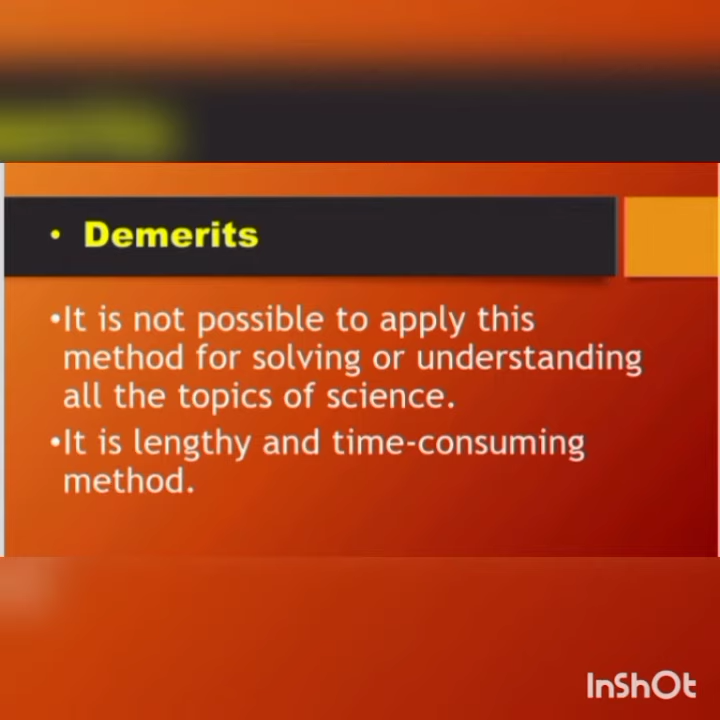 • Demerits
•It is not possible to apply this
method for solving or understanding
all the topics of science.
•It is lengthy and time-consuming
method.
InShOt